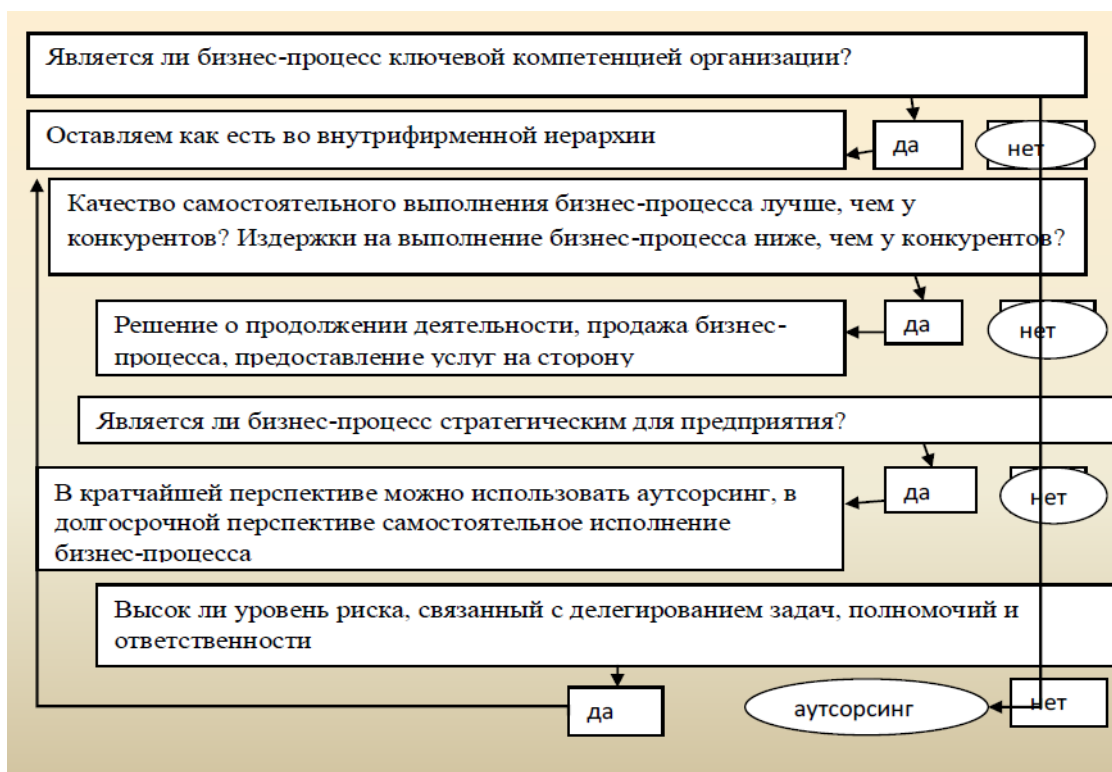 Является ли бизнес-процесс ключевой компетенцией организации?
Оставляем как есть во внутрифирменной иерархии
да
нет
Качество самостоятельного выполнения бизнес-процесса лучше, чем у
конкурентов? Издержки на выполнение бизнес-процесса ниже, чем у конкурентов?
Решение о продолжении деятельности, продажа бизнес-
процесса, предоставление услуг на сторону
да
нет
Является ли бизнес-процесс стратегическим для предприятия?
В кратчайшей перспективе можно использовать аутсорсинг, в
долгосрочной перспективе самостоятельное исполнение
бизнес-процесса
да
нет
Высок ли уровень риска, связанный с делегированием задач, полномочий и
ответственности
да
аутсорсинг
нет